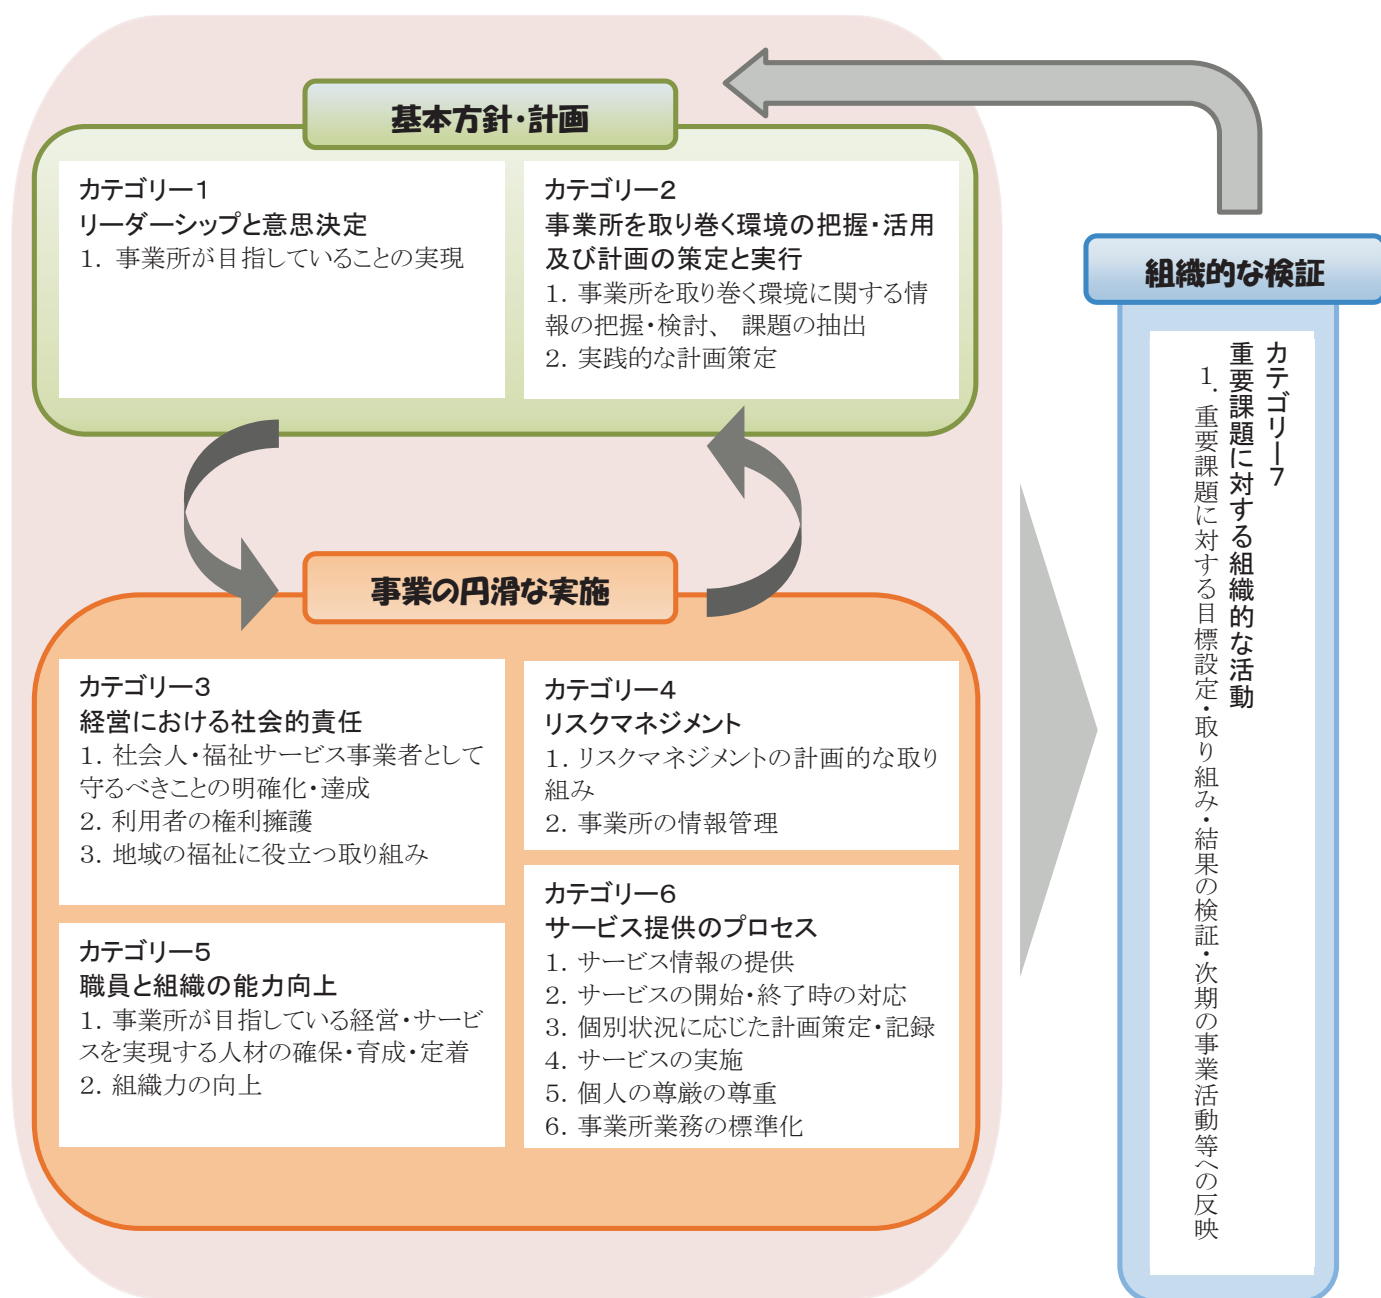 基本方針・計画
カテゴリー1
リーダーシップと意思決定
1．事業所が目指していることの実現
カテゴリー2
事業所を取り巻く環境の把握・活用
及び計画の策定と実行
1．事業所を取り巻く環境に関する情
報の把握・検討、 課題の抽出
2．実践的な計画策定
事業の円滑な実施
カテゴリー3
経営における社会的責任
1．社会人・福祉サービス事業者として
守るべきことの明確化・達成
2．利用者の権利擁護
3．地域の福祉に役立つ取り組み
カテゴリー4
リスクマネジメント
1．リスクマネジメントの計画的な取り
組み
2．事業所の情報管理
カテゴリー5
職員と組織の能力向上
1．事業所が目指している経営・サービ
スを実現する人材の確保・育成・定着
2．組織力の向上
カテゴリー6
サービス提供のプロセス
1．サービス情報の提供
2．サービスの開始・終了時の対応
3．個別状況に応じた計画策定・記録
4．サービスの実施
5．個人の尊厳の尊重
6．事業所業務の標準化
組織的な検証
カテゴリー7
重要課題に対する組織的な活動
1．重要課題に対する目標設定・取り組み・結果の検証・次期の事業活動等への反映